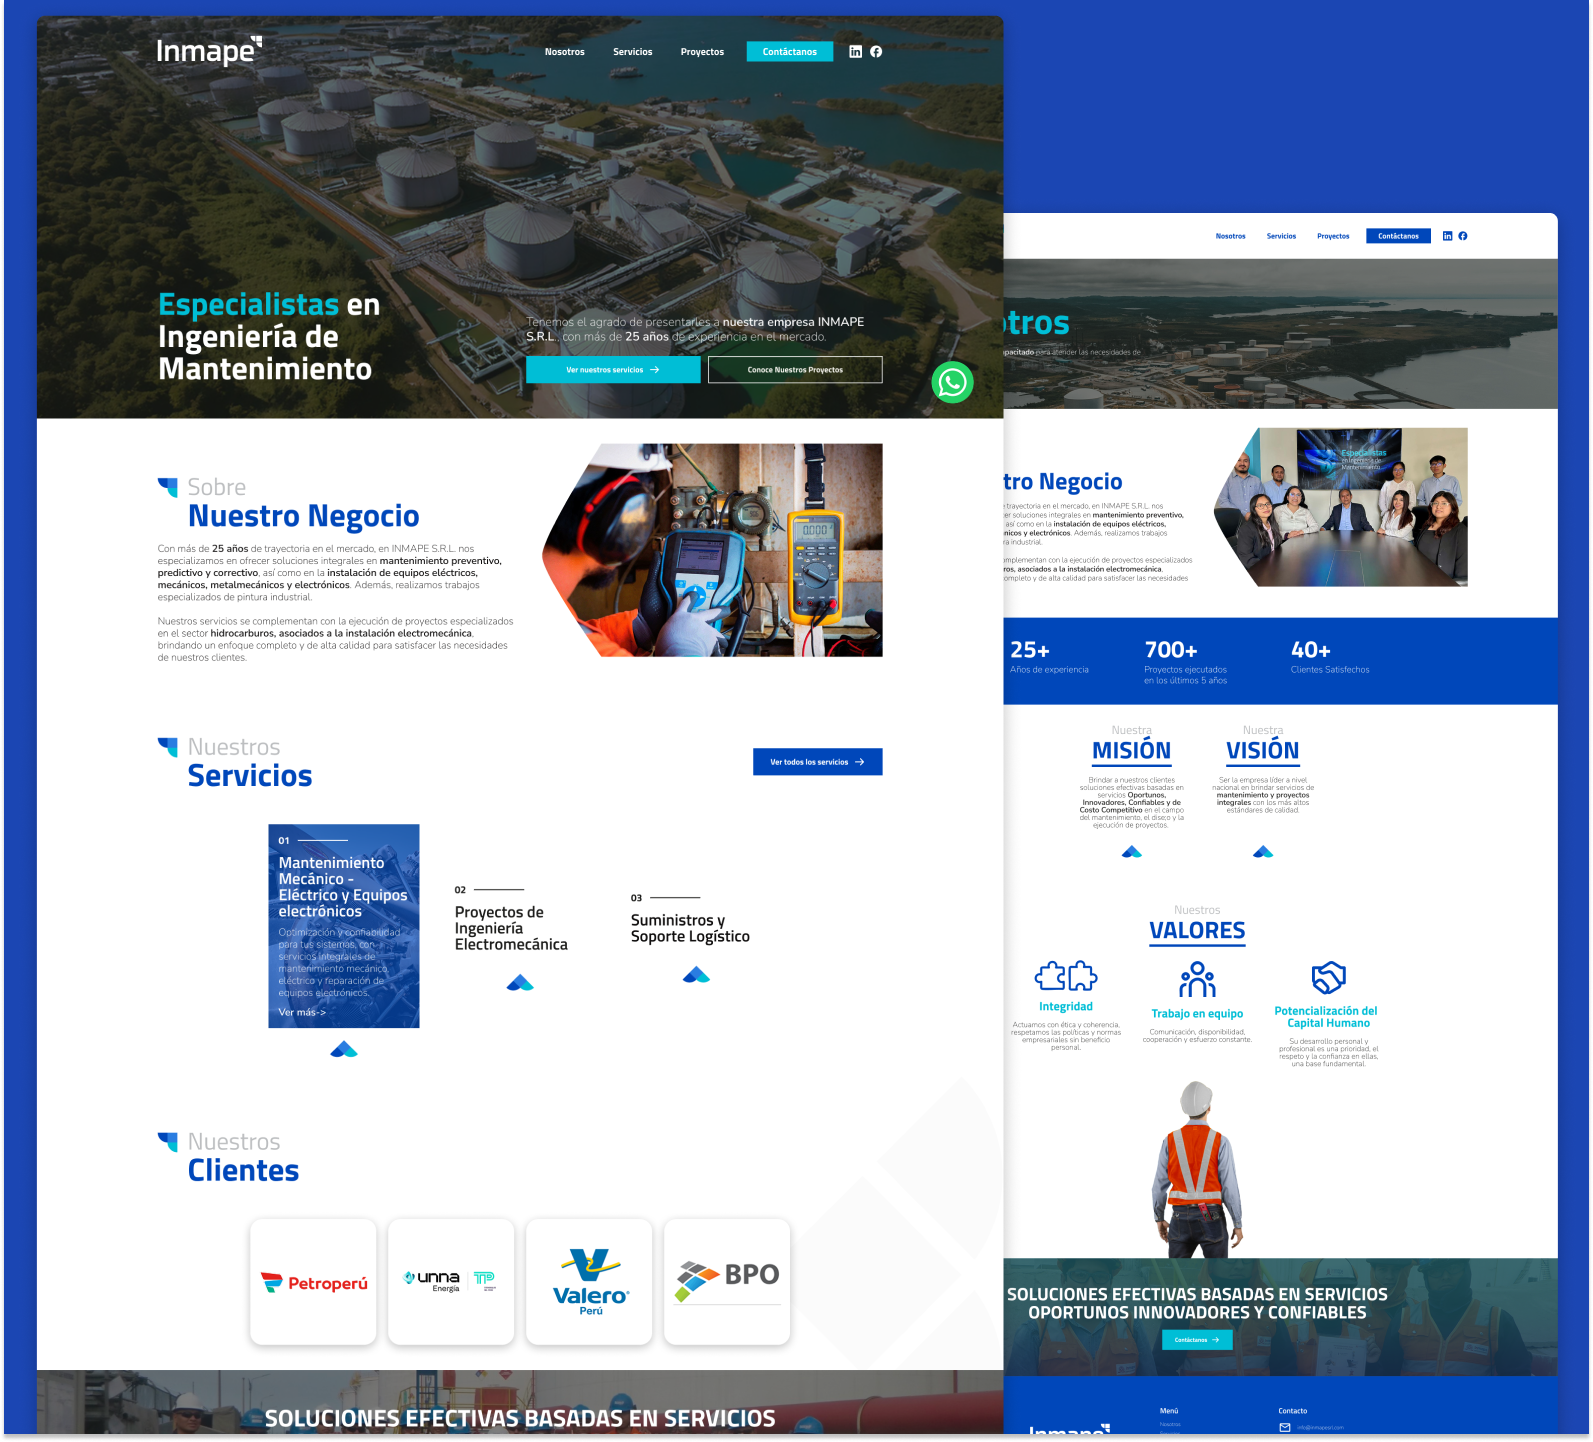 Inmape
Nosotros
Servicios
Proyectos
Contáctanos
Especialistas en
Ingeniería de
Mantenimiento
Tenemos el agrado de presentarles a nuestra empresa INMAPE
S.R.L., con más de 25 años de experiencia en el mercado.
Ver nuestros servicios
Conoce Nuestros Proyectos
Sobre
Nuestro Negocio
Con más de 25 años de trayectoria en el mercado, en INMAPE S.R.L. nos
especializamos en ofrecer soluciones integrales en mantenimiento preventivo,
predictivo y correctivo, así como en la instalación de equipos eléctricos,
mecánicos, metalmecánicos y electrónicos. Además, realizamos trabajos
especializados de pintura industrial.
Nuestros servicios se complementan con la ejecución de proyectos especializados
en el sector hidrocarburos, asociados a la instalación electromecánica,
brindando un enfoque completo y de alta calidad para satisfacer las necesidades
de nuestros clientes.
Nuestros
Servicios
Ver todos los servicios
01
Mantenimiento
Mecánico -
Eléctrico y Equipos
electrónicos
Optimización y confiabilidad
para tus sistemas, con
servicios integrales de
mantenimiento mecánico,
eléctrico y reparación de
equipos electrónicos.
Ver más->
02
Proyectos de
Ingeniería
Electromecánica
03
Suministros y
Soporte Logístico
Nuestros
Clientes
Petroperú
unna
Energía
TP
Valero
Perú
BPO
SOLUCIONES EFECTIVAS BASADAS EN SERVICIOS
Nosotros
Servicios
Proyectos
Contáctanos
otros
apacitado para atender las necesidades de
Especialistas
en Ingeniería de
Mantenimiento
tro Negocio
trayectoria en el mercado, en INMAPE S.R.L. nos
er soluciones integrales en mantenimiento preventivo,
así como en la instalación de equipos eléctricos,
nicos y electrónicos. Además, realizamos trabajos
ra industrial.
mplementan con la ejecución de proyectos especializados
ros, asociados a la instalación electromecánica,
ompleto y de alta calidad para satisfacer las necesidades
25+
Años de experiencia
700+
Proyectos ejecutados
en los últimos 5 años
40+
Clientes Satisfechos
Nuestra
MISIÓN
Brindar a nuestros clientes
soluciones efectivas basadas en
servicios Oportunos,
Innovadores, Confiables y de
Costo Competitivo en el campo
del mantenimiento, el dise;o y la
ejecución de proyectos.
Nuestra
VISIÓN
Ser la empresa líder a nivel
nacional en brindar servicios de
mantenimiento y proyectos
integrales con los más altos
estándares de calidad.
Nuestros
VALORES
Integridad
Actuamos con ética y coherencia,
respetamos las políticas y normas
empresariales sin beneficio
personal.
Trabajo en equipo
Comunicación, disponibilidad,
cooperación y esfuerzo constante.
Potencialización del
Capital Humano
Su desarrollo personal y
profesional es una prioridad, el
respeto y la confianza en ellas,
una base fundamental.
SOLUCIONES EFECTIVAS BASADAS EN SERVICIOS
OPORTUNOS INNOVADORES Y CONFIABLES
Contáctanos
Inmape
Menú
Nosotros
Contacto
info@inmapesrl.com